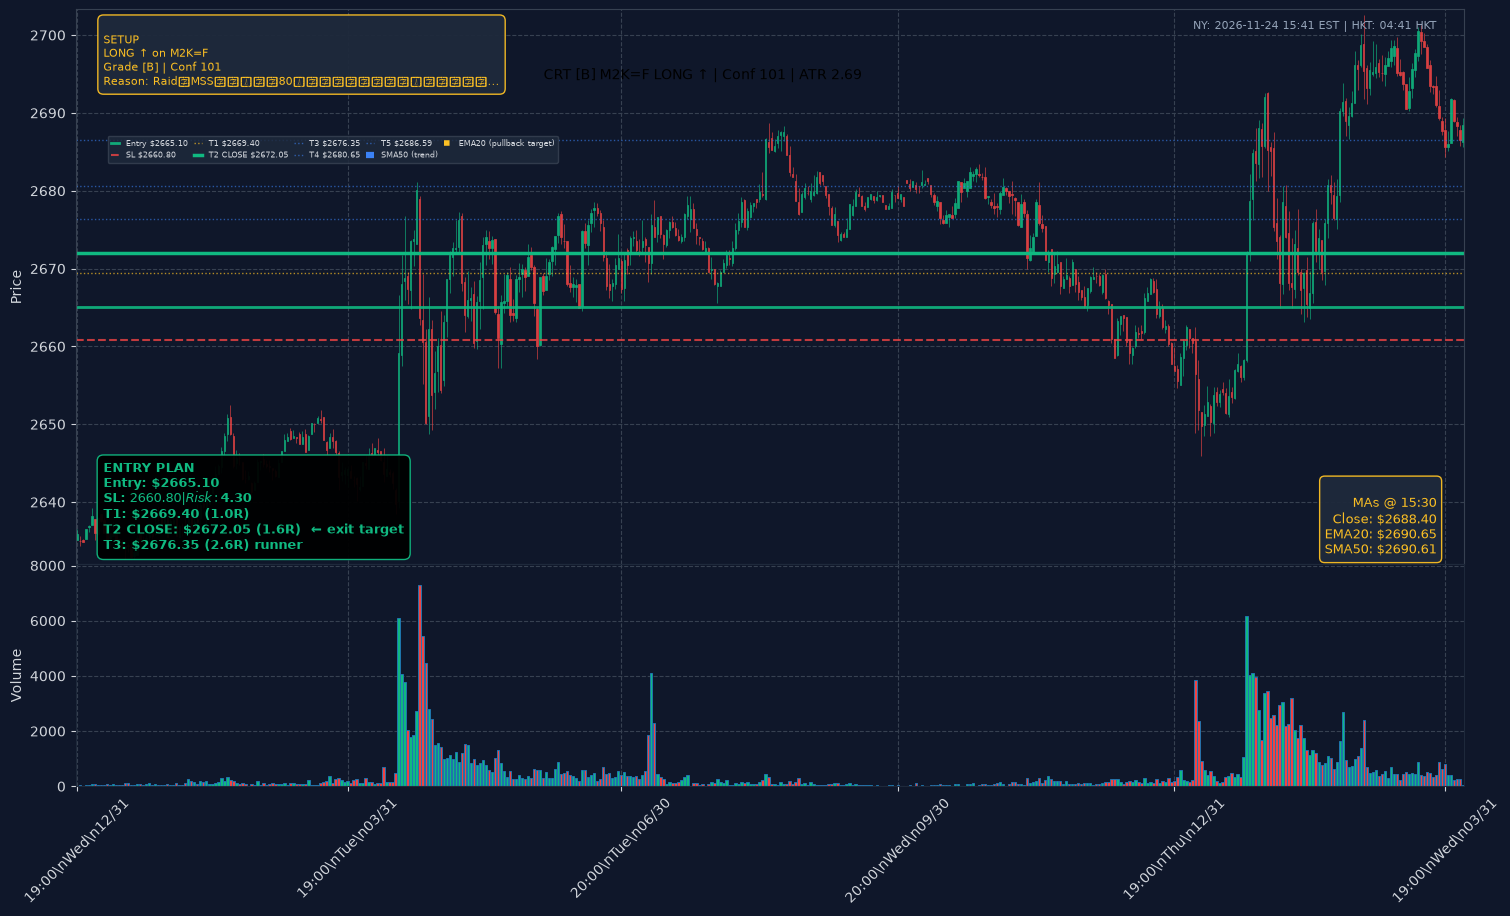 NY: 2026-11-24 15:41 EST | HKT: 04:41 HKT
SETUP
LONG ↑ on M2K=F
Grade [B] | Conf 101
Reason: Raid MSS 80 ...
CRT [B] M2K=F LONG ↑ | Conf 101 | ATR 2.69
Entry $2665.10
SL $2660.80
T1 $2669.40
T2 CLOSE $2672.05
T3 $2676.35
T4 $2680.65
T5 $2686.59
SMA50 (trend)
EMA20 (pullback target)
Price
2700
2690
2680
2670
2660
2650
2640
ENTRY PLAN
Entry: $2665.10
SL: 2660.80|Risk:4.30
T1: $2669.40 (1.0R)
T2 CLOSE: $2672.05 (1.6R) ← exit target
T3: $2676.35 (2.6R) runner
MAs @ 15:30
Close: $2688.40
EMA20: $2690.65
SMA50: $2690.61
Volume
8000
6000
4000
2000
0
19:00\nWed\n12/31
19:00\nTue\n03/31
20:00\nTue\n06/30
20:00\nWed\n09/30
19:00\nThu\n12/31
19:00\nWed\n03/31